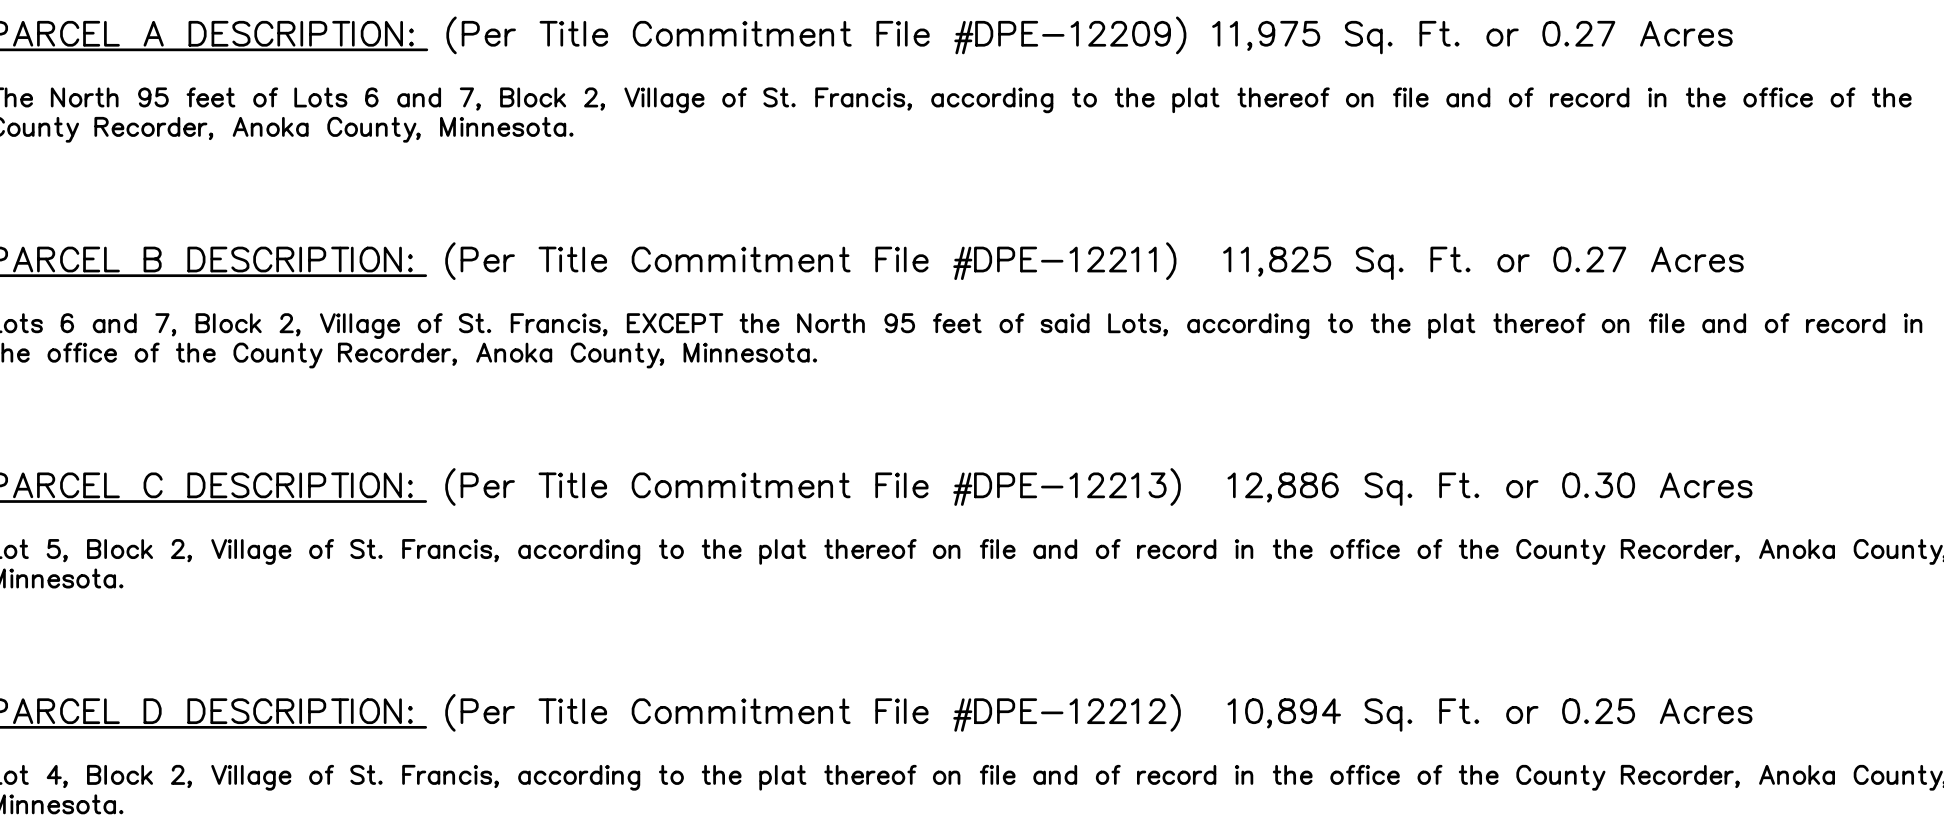 PARCEL A DESCRIPTION: (Per Title Commitment File #DPE-12209) 11,975 Sq. Ft. or 0.27 Acres
The North 95 feet of Lots 6 and 7, Block 2, Village of St. Francis, according to the plat thereof on file and of record in the office of the
County Recorder, Anoka County, Minnesota.
PARCEL B DESCRIPTION: (Per Title Commitment File #DPE-12211) 11,825 Sq. Ft. or 0.27 Acres
Lots 6 and 7, Block 2, Village of St. Francis, EXCEPT the North 95 feet of said Lots, according to the plat thereof on file and of record in
the office of the County Recorder, Anoka County, Minnesota.
PARCEL C DESCRIPTION: (Per Title Commitment File #DPE-12213) 12,886 Sq. Ft. or 0.30 Acres
Lot 5, Block 2, Village of St. Francis, according to the plat thereof on file and of record in the office of the County Recorder, Anoka County,
Minnesota.
PARCEL D DESCRIPTION: (Per Title Commitment File #DPE-12212) 10,894 Sq. Ft. or 0.25 Acres
Lot 4, Block 2, Village of St. Francis, according to the plat thereof on file and of record in the office of the County Recorder, Anoka County,
Minnesota.